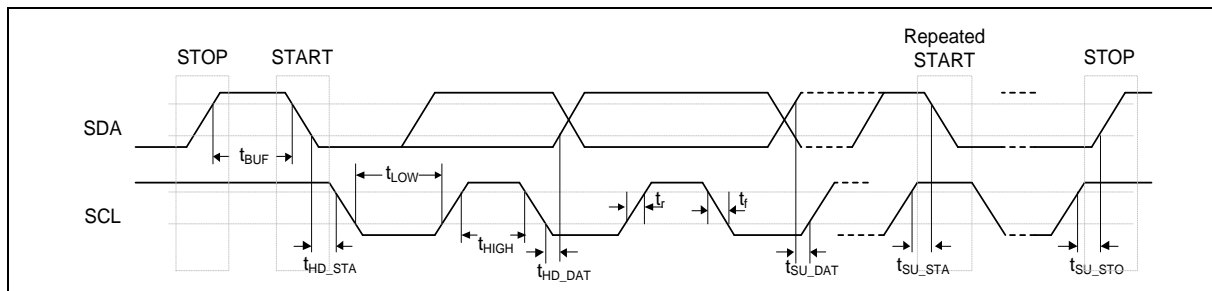 STOP
START
Repeated
START
STOP
SDA
tBUF
tLOW
SCL
tr
tf
tHIGH
tHD_STA
tHD_DAT
tSU_DAT
tSU_STA
tSU_STO